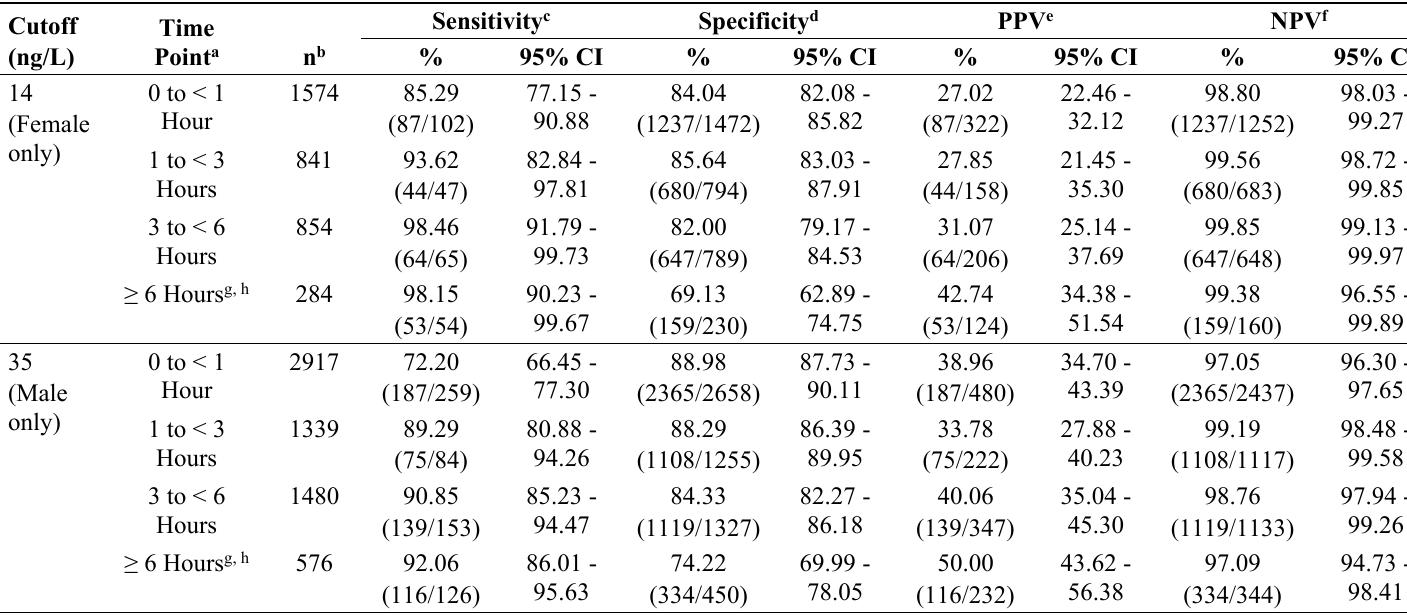 Cutoff (ng/L) Time Pointᵃ nᵇ Sensitivityᶜ Specificityᵈ PPVᵉ NPVᶠ
% 95% CI % 95% CI % 95% CI % 95% C
14 0 to < 1 1574 85.29 77.15 - 84.04 82.08 - 27.02 22.46 - 98.80 98.03 -
(Female Hour (87/102) 90.88 (1237/1472) 85.82 (87/322) 32.12 (1237/1252) 99.27
only) 1 to < 3 841 93.62 82.84 - 85.64 83.03 - 27.85 21.45 - 99.56 98.72 -
Hours (44/47) 97.81 (680/794) 87.91 (44/158) 35.30 (680/683) 99.85
3 to < 6 854 98.46 91.79 - 82.00 79.17 - 31.07 25.14 - 99.85 99.13 -
Hours (64/65) 99.73 (647/789) 84.53 (64/206) 37.69 (647/648) 99.97
≥ 6 Hoursᵍ, ʰ 284 98.15 90.23 - 69.13 62.89 - 42.74 34.38 - 99.38 96.55 -
(53/54) 99.67 (159/230) 74.75 (53/124) 51.54 (159/160) 99.89
35 0 to < 1 2917 72.20 66.45 - 88.98 87.73 - 38.96 34.70 - 97.05 96.30 -
(Male Hour (187/259) 77.30 (2365/2658) 90.11 (187/480) 43.39 (2365/2437) 97.65
only) 1 to < 3 1339 89.29 80.88 - 88.29 86.39 - 33.78 27.88 - 99.19 98.48 -
Hours (75/84) 94.26 (1108/1255) 89.95 (75/222) 40.23 (1108/1117) 99.58
3 to < 6 1480 90.85 85.23 - 84.33 82.27 - 40.06 35.04 - 98.76 97.94 -
Hours (139/153) 94.47 (1119/1327) 86.18 (139/347) 45.30 (1119/1133) 99.26
≥ 6 Hoursᵍ, ʰ 576 92.06 86.01 - 74.22 69.99 - 50.00 43.62 - 97.09 94.73 -
(116/126) 95.63 (334/450) 78.05 (116/232) 56.38 (334/344) 98.41